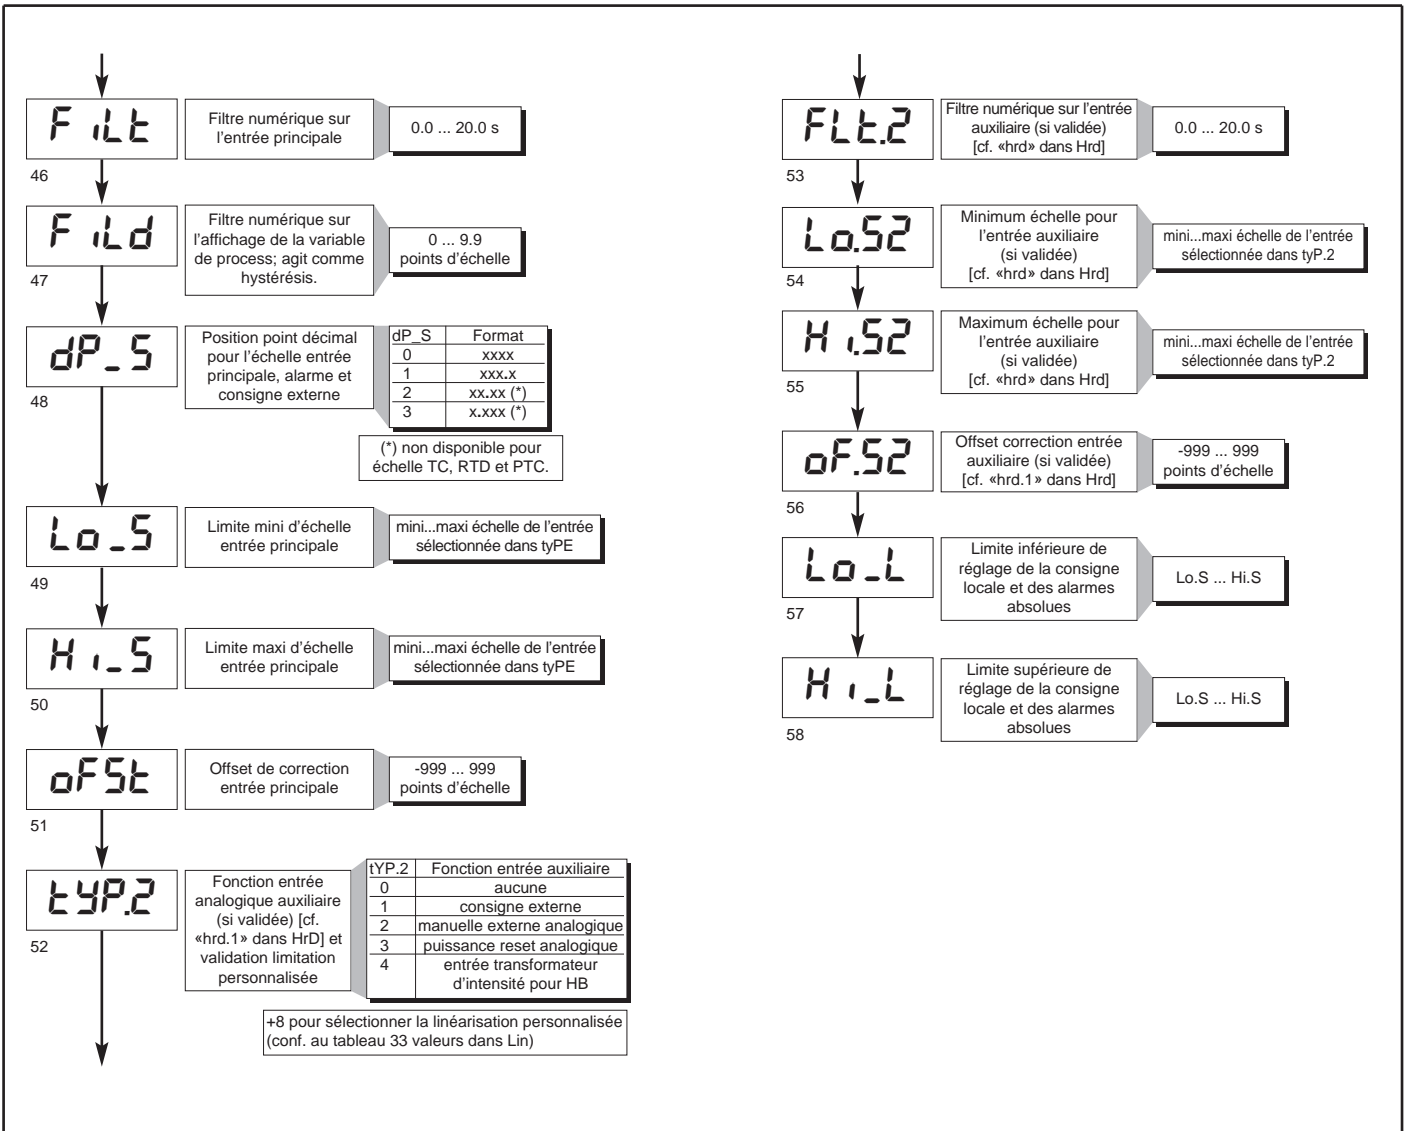 FiLt
Filtre numérique sur
l'entrée principale
0.0 ... 20.0 s
46
FiLd
Filtre numérique sur
l'affichage de la variable
de process; agit comme
hystérésis.
0 ... 9.9
points d'échelle
47
dP_S
Position point décimal
pour l'échelle entrée
principale, alarme et
consigne externe
dP_S Format
0 xxxx
1 xxx.x
2 xx.xx (*)
3 x.xxx (*)
48
(*) non disponible pour
échelle TC, RTD et PTC.
Lo_S
Limite mini d'échelle
entrée principale
mini...maxi échelle de l'entrée
sélectionnée dans tyPE
49
Hi_S
Limite maxi d'échelle
entrée principale
mini...maxi échelle de l'entrée
sélectionnée dans tyPE
50
oFSt
Offset de correction
entrée principale
-999 ... 999
points d'échelle
51
tYP.2
Fonction entrée
analogique auxiliaire
(si validée) [cf.
«hrd.1» dans HrD] et
validation limitation
personnalisée
tYP.2 Fonction entrée auxiliaire
0 aucune
1 consigne externe
2 manuelle externe analogique
3 puissance reset analogique
4 entrée transformateur
d'intensité pour HB
52
+8 pour sélectionner la linéarisation personnalisée
(conf. au tableau 33 valeurs dans Lin)
FLt.2
Filtre numérique sur l'entrée
auxiliaire (si validée)
[cf. «hrd» dans Hrd]
0.0 ... 20.0 s
53
Lo.S2
Minimum échelle pour
l'entrée auxiliaire
(si validée)
[cf. «hrd» dans Hrd]
mini...maxi échelle de l'entrée
sélectionnée dans tyP.2
54
Hi.S2
Maximum échelle pour
l'entrée auxiliaire
(si validée)
[cf. «hrd» dans Hrd]
mini...maxi échelle de l'entrée
sélectionnée dans tyP.2
55
oF.S2
Offset correction entrée
auxiliaire (si validée)
[cf. «hrd.1» dans Hrd]
-999 ... 999
points d'échelle
56
Lo_L
Limite inférieure de
réglage de la consigne
locale et des alarmes
absolues
Lo.S ... Hi.S
57
Hi_L
Limite supérieure de
réglage de la consigne
locale et des alarmes
absolues
Lo.S ... Hi.S
58